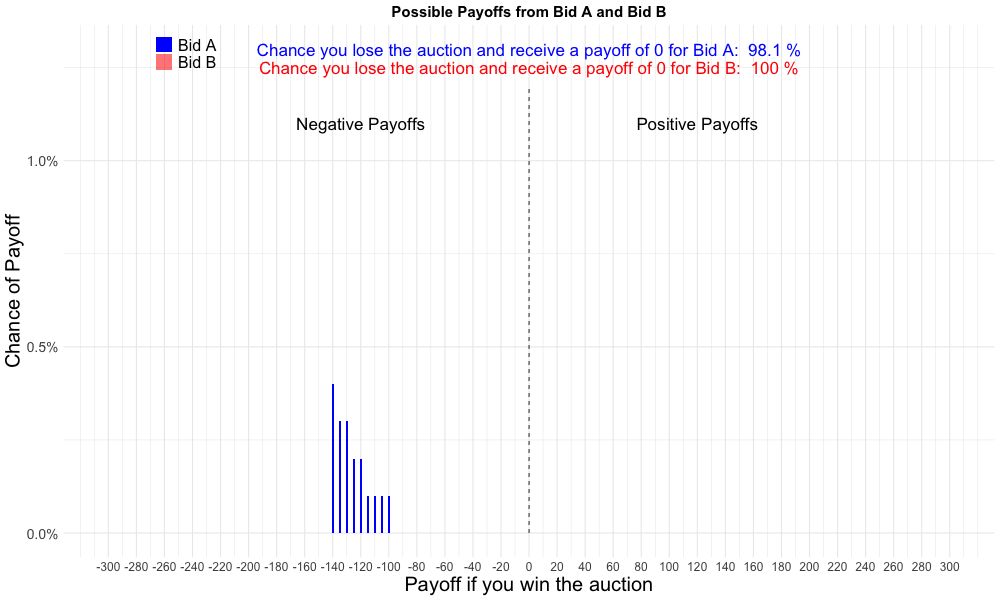 Possible Payoffs from Bid A and Bid B
Bid A
Bid B
Chance you lose the auction and receive a payoff of 0 for Bid A:  98.1 %
Chance you lose the auction and receive a payoff of 0 for Bid B:  100 %
Negative Payoffs
Positive Payoffs
Chance of Payoff
1.0%
0.5%
0.0%
-300 -280 -260 -240 -220 -200 -180 -160 -140 -120 -100 -80 -60 -40 -20 0 20 40 60 80 100 120 140 160 180 200 220 240 260 280 300
Payoff if you win the auction